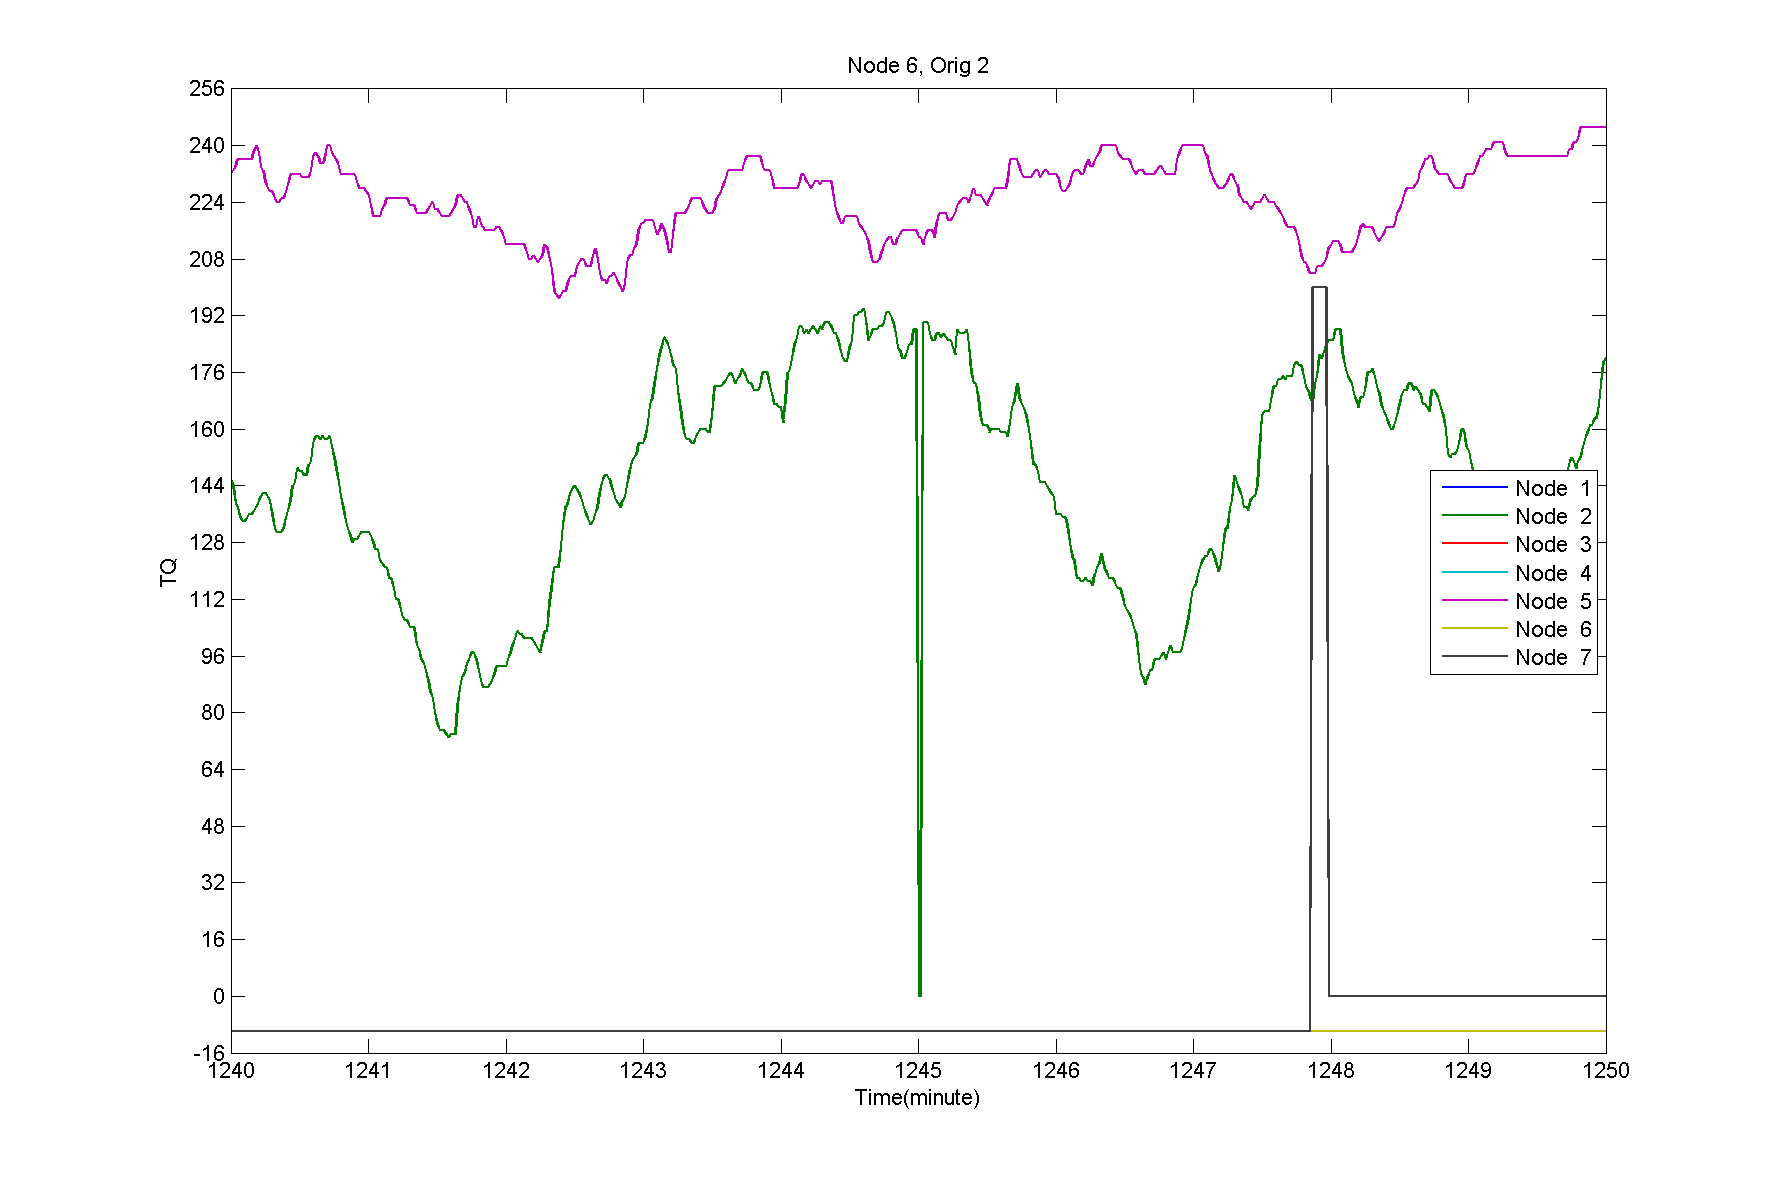 Node 6, Orig 2
256
240
224
208
192
176
160
144
128
112
96
80
64
48
32
16
0
-16
TQ
Node 1
Node 2
Node 3
Node 4
Node 5
Node 6
Node 7
1240 1241 1242 1243 1244 1245 1246 1247 1248 1249 1250
Time(minute)